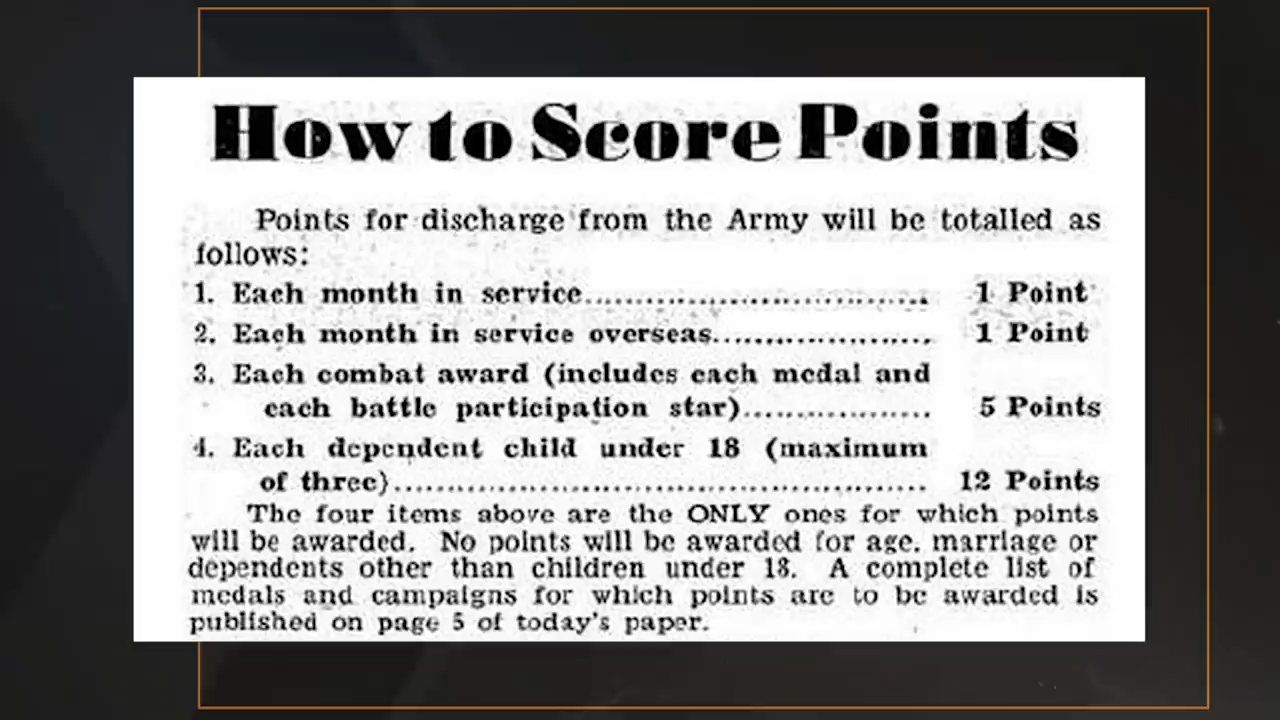 How to Score Points
Points for discharge from the Army will be totalled as
follows:
1. Each month in service................................ 1 Point
2. Each month in service overseas.................... 1 Point
3. Each combat award (includes each medal and
each battle participation star)................. 5 Points
4. Each dependent child under 18 (maximum
of three)................................................ 12 Points
The four items above are the ONLY ones for which points
will be awarded. No points will be awarded for age, marriage or
dependents other than children under 18. A complete list of
medals and campaigns for which points are to be awarded is
published on page 5 of today's paper.